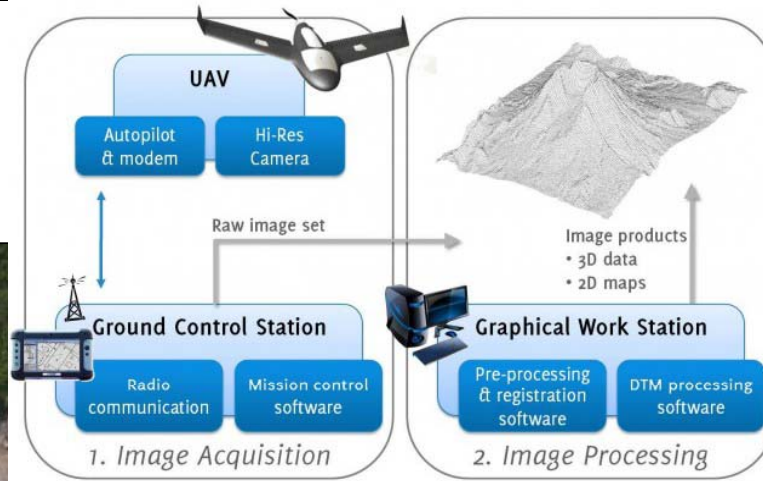 UAV
Autopilot
& modem
Hi-Res
Camera
Raw image set
Ground Control Station
Radio
communication
Mission control
software
1. Image Acquisition
Image products
• 3D data
• 2D maps
Graphical Work Station
Pre-processing
& registration
software
DTM processing
software
2. Image Processing